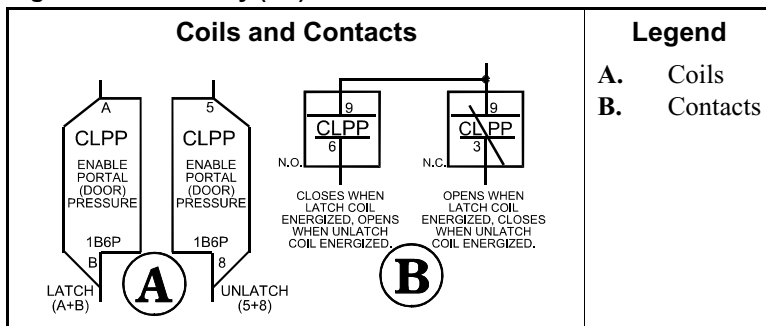 Coils and Contacts
Legend
A. Coils
B. Contacts
A
CLPP
ENABLE
PORTAL
(DOOR)
PRESSURE
1B6P
B
LATCH
(A+B)
5
CLPP
ENABLE
PORTAL
(DOOR)
PRESSURE
1B6P
8
UNLATCH
(5+8)
A
9
CLPP
6
N.O.
CLOSES WHEN
LATCH COIL
ENERGIZED, OPENS
WHEN UNLATCH
COIL ENERGIZED.
9
CLPP
3
N.C.
OPENS WHEN
LATCH COIL
ENERGIZED, CLOSES
WHEN UNLATCH
COIL ENERGIZED.
B